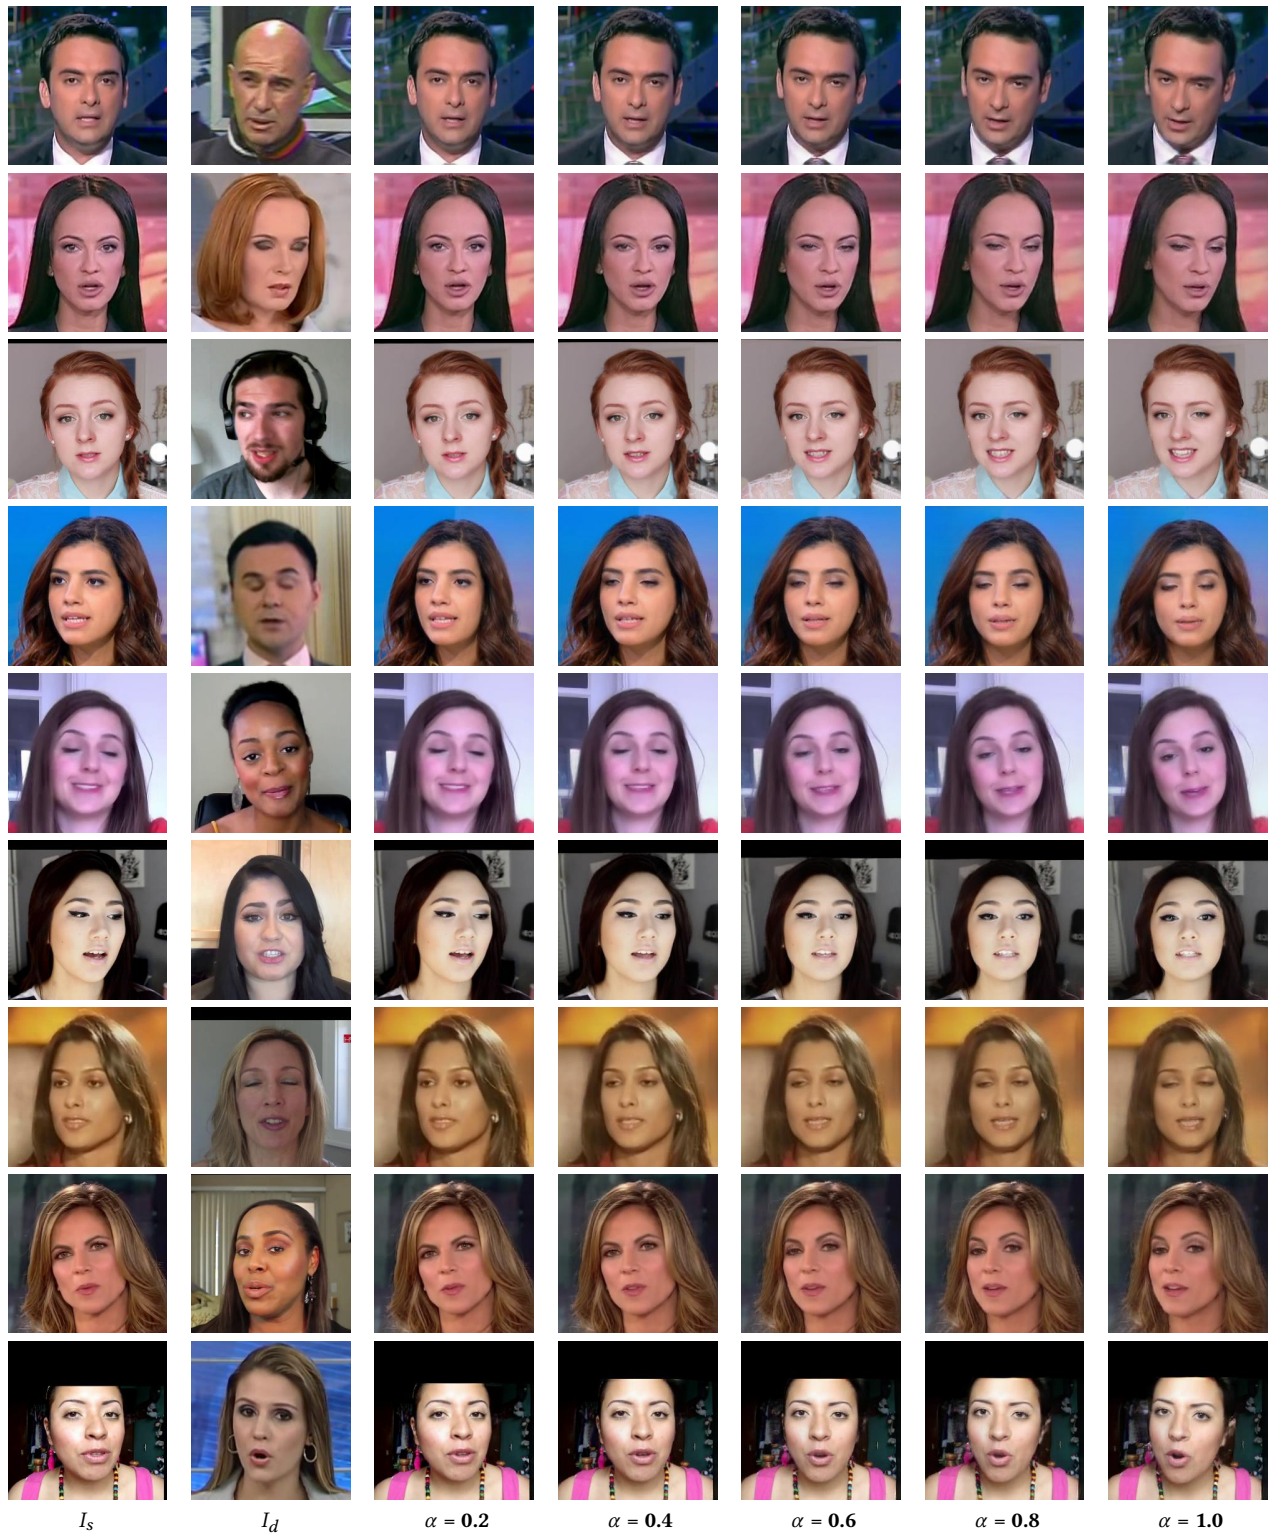 I_s I_d α = 0.2 α = 0.4 α = 0.6 α = 0.8 α = 1.0